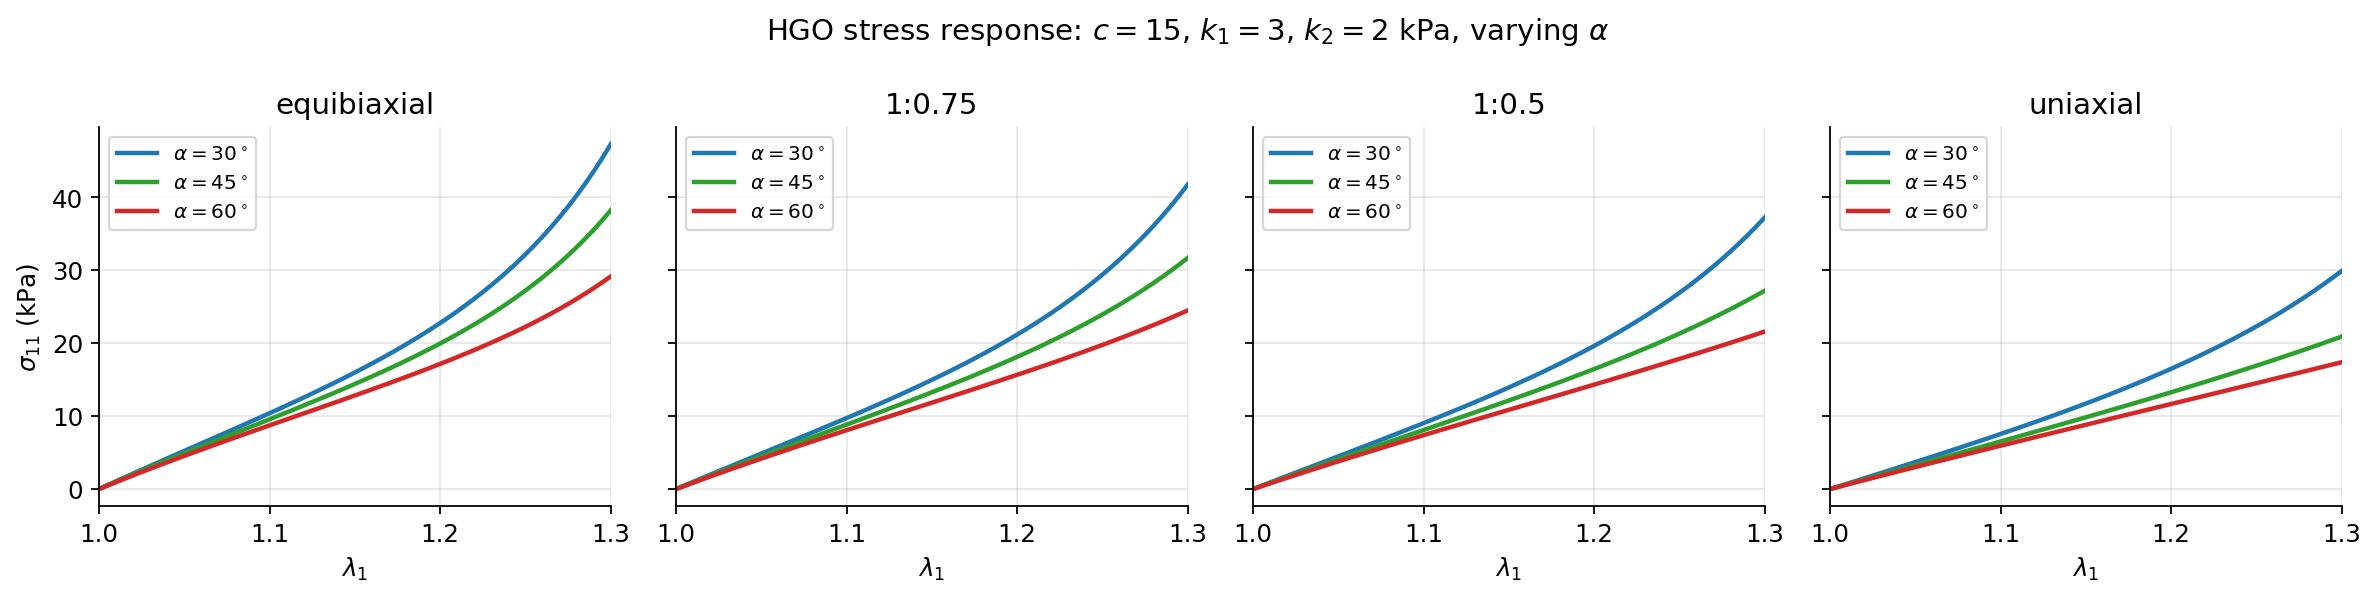 HGO stress response: c = 15, k₁ = 3, k₂ = 2 kPa, varying α
equibiaxial
α = 30°
α = 45°
α = 60°
40
30
20
10
0
σ₁₁ (kPa)
1.0 1.1 1.2 1.3
λ₁
1:0.75
α = 30°
α = 45°
α = 60°
1.0 1.1 1.2 1.3
λ₁
1:0.5
α = 30°
α = 45°
α = 60°
1.0 1.1 1.2 1.3
λ₁
uniaxial
α = 30°
α = 45°
α = 60°
1.0 1.1 1.2 1.3
λ₁